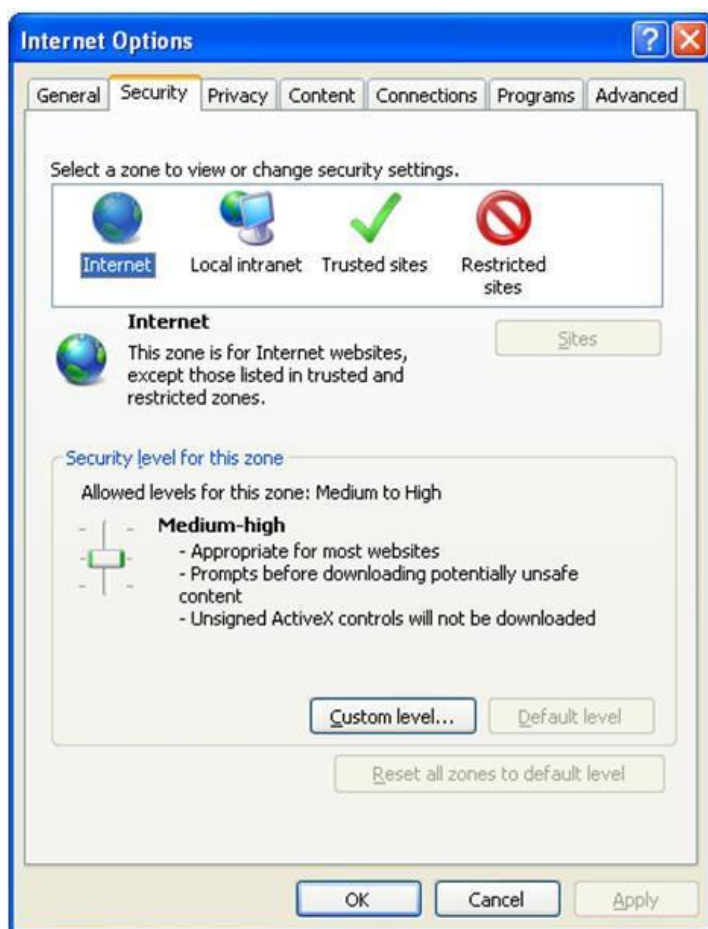 Internet Options
General Security Privacy Content Connections Programs Advanced
Select a zone to view or change security settings.
Internet Local intranet Trusted sites Restricted
sites
Internet
Sites
This zone is for Internet websites,
except those listed in trusted and
restricted zones.
Security level for this zone
Allowed levels for this zone: Medium to High
Medium-high
- Appropriate for most websites
- Prompts before downloading potentially unsafe
content
- Unsigned ActiveX controls will not be downloaded
Custom level... Default level
Reset all zones to default level
OK Cancel Apply